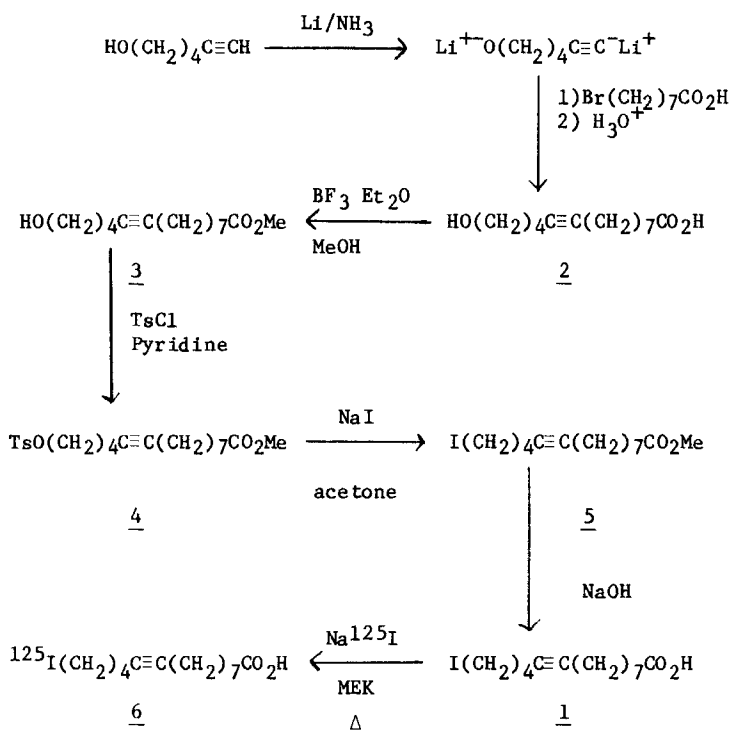 Li/NH₃
HO(CH₂)₄C≡CH ⟶ Li⁺⁻O(CH₂)₄C≡C⁻Li⁺
1)Br(CH₂)₇CO₂H
2) H₃O⁺
BF₃ Et₂O
HO(CH₂)₄C≡C(CH₂)₇CO₂Me ⟵ HO(CH₂)₄C≡C(CH₂)₇CO₂H
MeOH
3 2
TsCl
Pyridine
NaI
TsO(CH₂)₄C≡C(CH₂)₇CO₂Me ⟶ I(CH₂)₄C≡C(CH₂)₇CO₂Me
acetone
4 5
NaOH
Na¹²⁵I
¹²⁵I(CH₂)₄C≡C(CH₂)₇CO₂H ⟵ I(CH₂)₄C≡C(CH₂)₇CO₂H
MEK
6 Δ 1